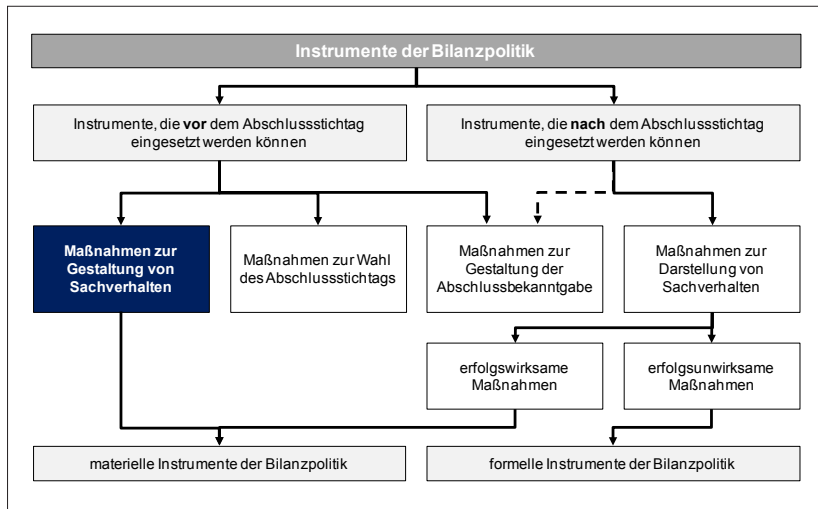 Instrumente der Bilanzpolitik
Instrumente, die vor dem Abschlussstichtag
eingesetzt werden können
Instrumente, die nach dem Abschlussstichtag
eingesetzt werden können
Maßnahmen zur
Gestaltung von
Sachverhalten
Maßnahmen zur Wahl
des Abschlussstichtags
Maßnahmen zur
Gestaltung der
Abschlussbekanntgabe
Maßnahmen zur
Darstellung von
Sachverhalten
erfolgswirksame
Maßnahmen
erfolgsunwirksame
Maßnahmen
materielle Instrumente der Bilanzpolitik
formelle Instrumente der Bilanzpolitik